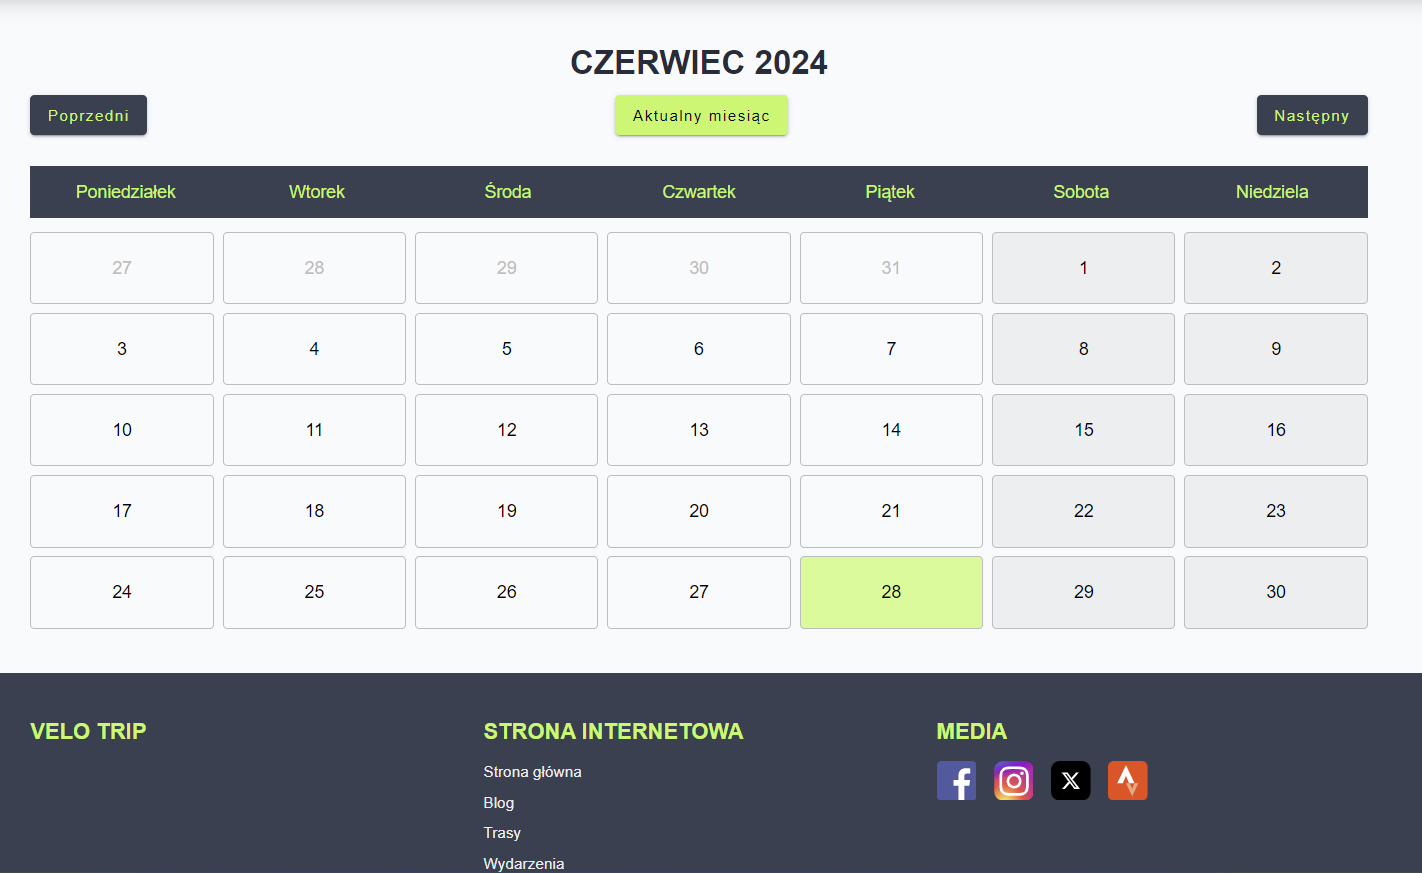 CZERWIEC 2024
Poprzedni Aktualny miesiąc Następny
Poniedziałek Wtorek Środa Czwartek Piątek Sobota Niedziela
27 28 29 30 31 1 2
3 4 5 6 7 8 9
10 11 12 13 14 15 16
17 18 19 20 21 22 23
24 25 26 27 28 29 30
VELO TRIP STRONA INTERNETOWA MEDIA
Strona główna
Blog
Trasy
Wydarzenia